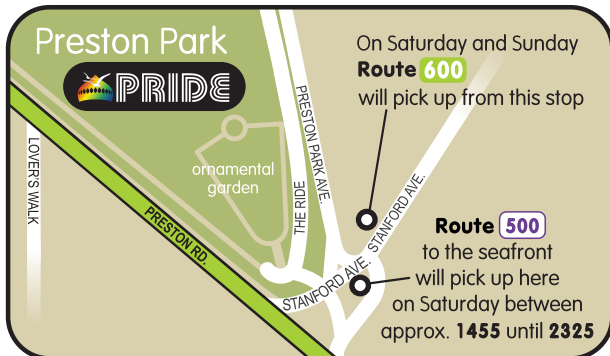 Preston Park
PRIDE
On Saturday and Sunday
Route 600
will pick up from this stop
LOVER'S WALK
ornamental
garden
PRESTON PARK AVE.
THE RIDE
PRESTON RD.
STANFORD AVE.
STANFORD AVE.
Route 500
to the seafront
will pick up here
on Saturday between
approx. 1455 until 2325